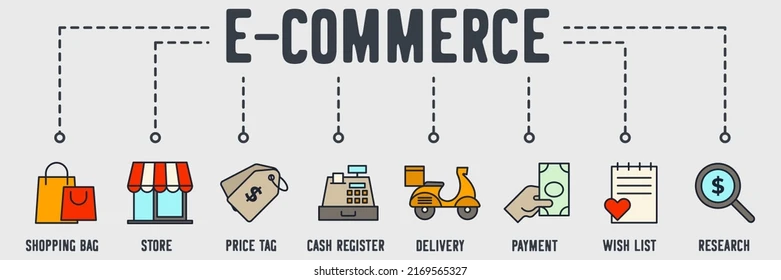 E-COMMERCE
$
$
SHOPPING BAG
STORE
PRICE TAG
CASH REGISTER
DELIVERY
PAYMENT
WISH LIST
RESEARCH
shutterstock.com · 2169565327